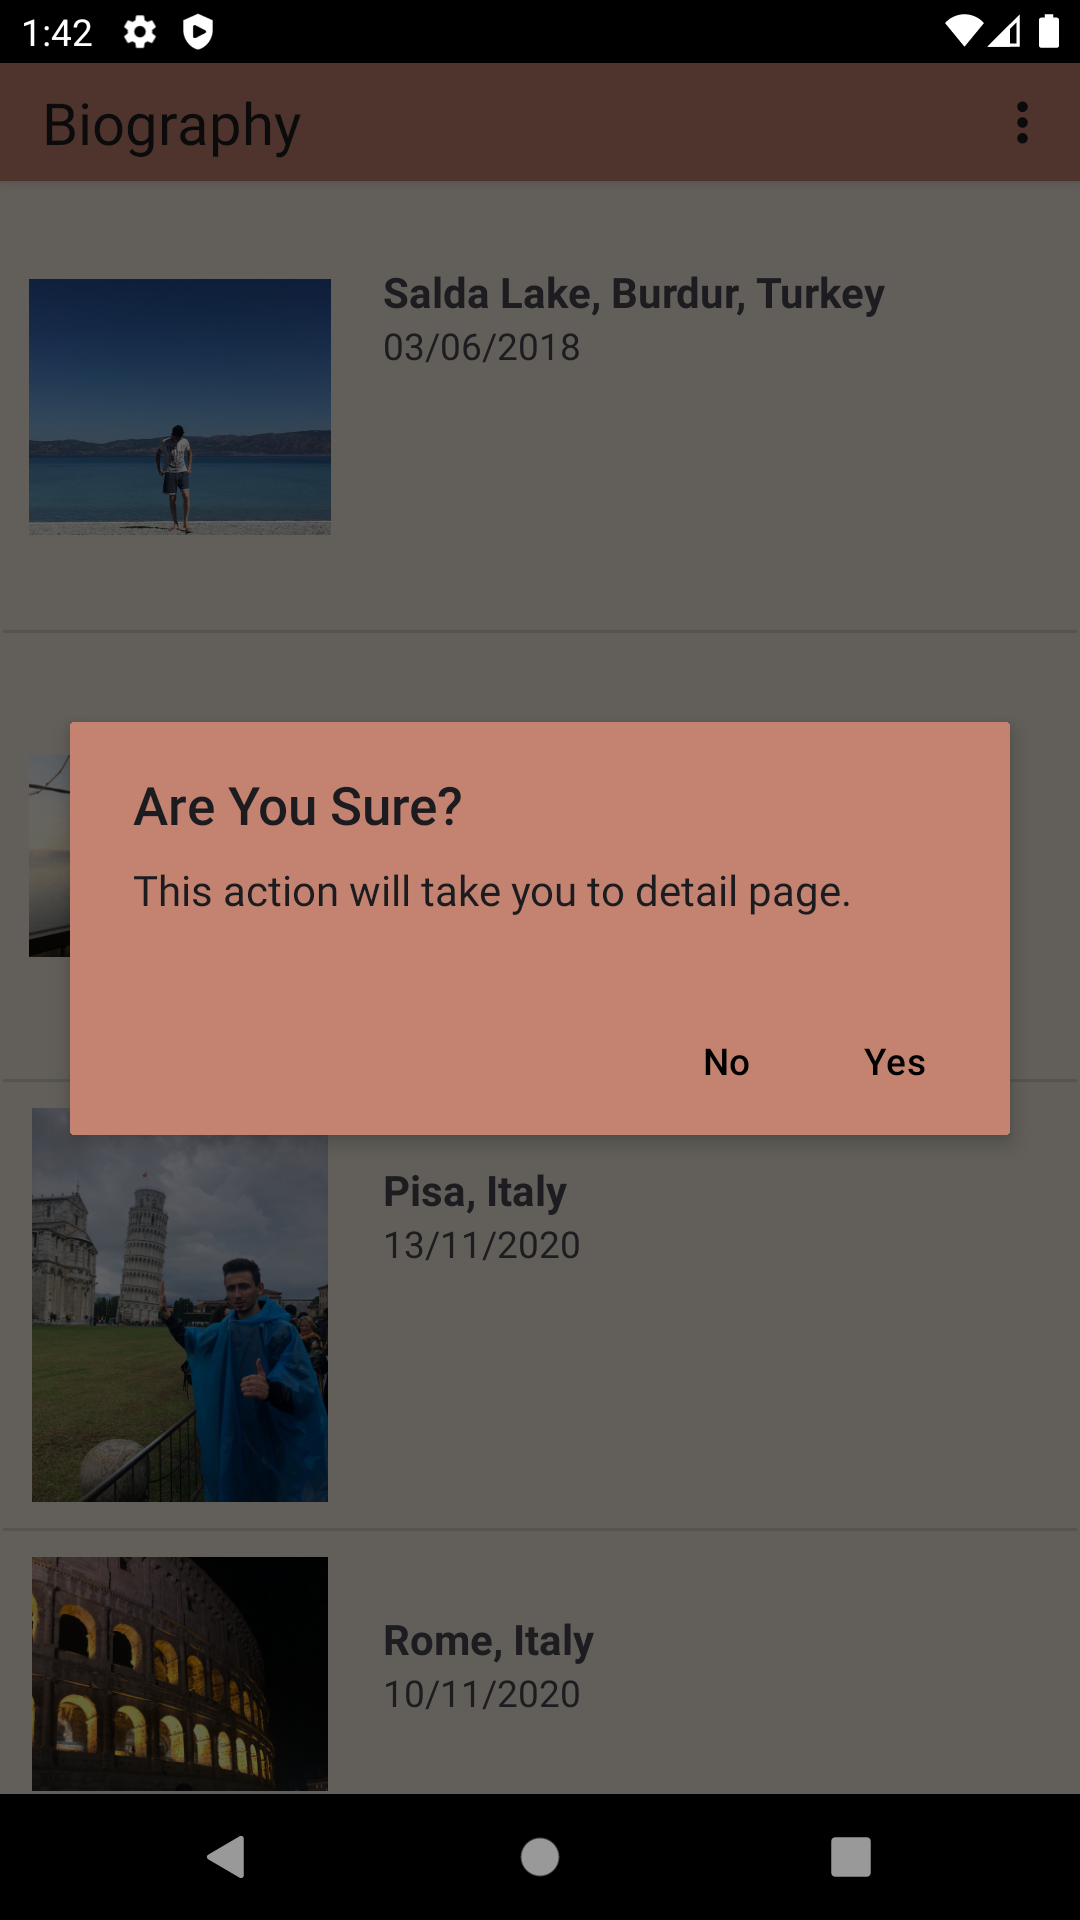 1:42
Biography
Salda Lake, Burdur, Turkey
03/06/2018
Are You Sure?
This action will take you to detail page.
No
Yes
Pisa, Italy
13/11/2020
Rome, Italy
10/11/2020